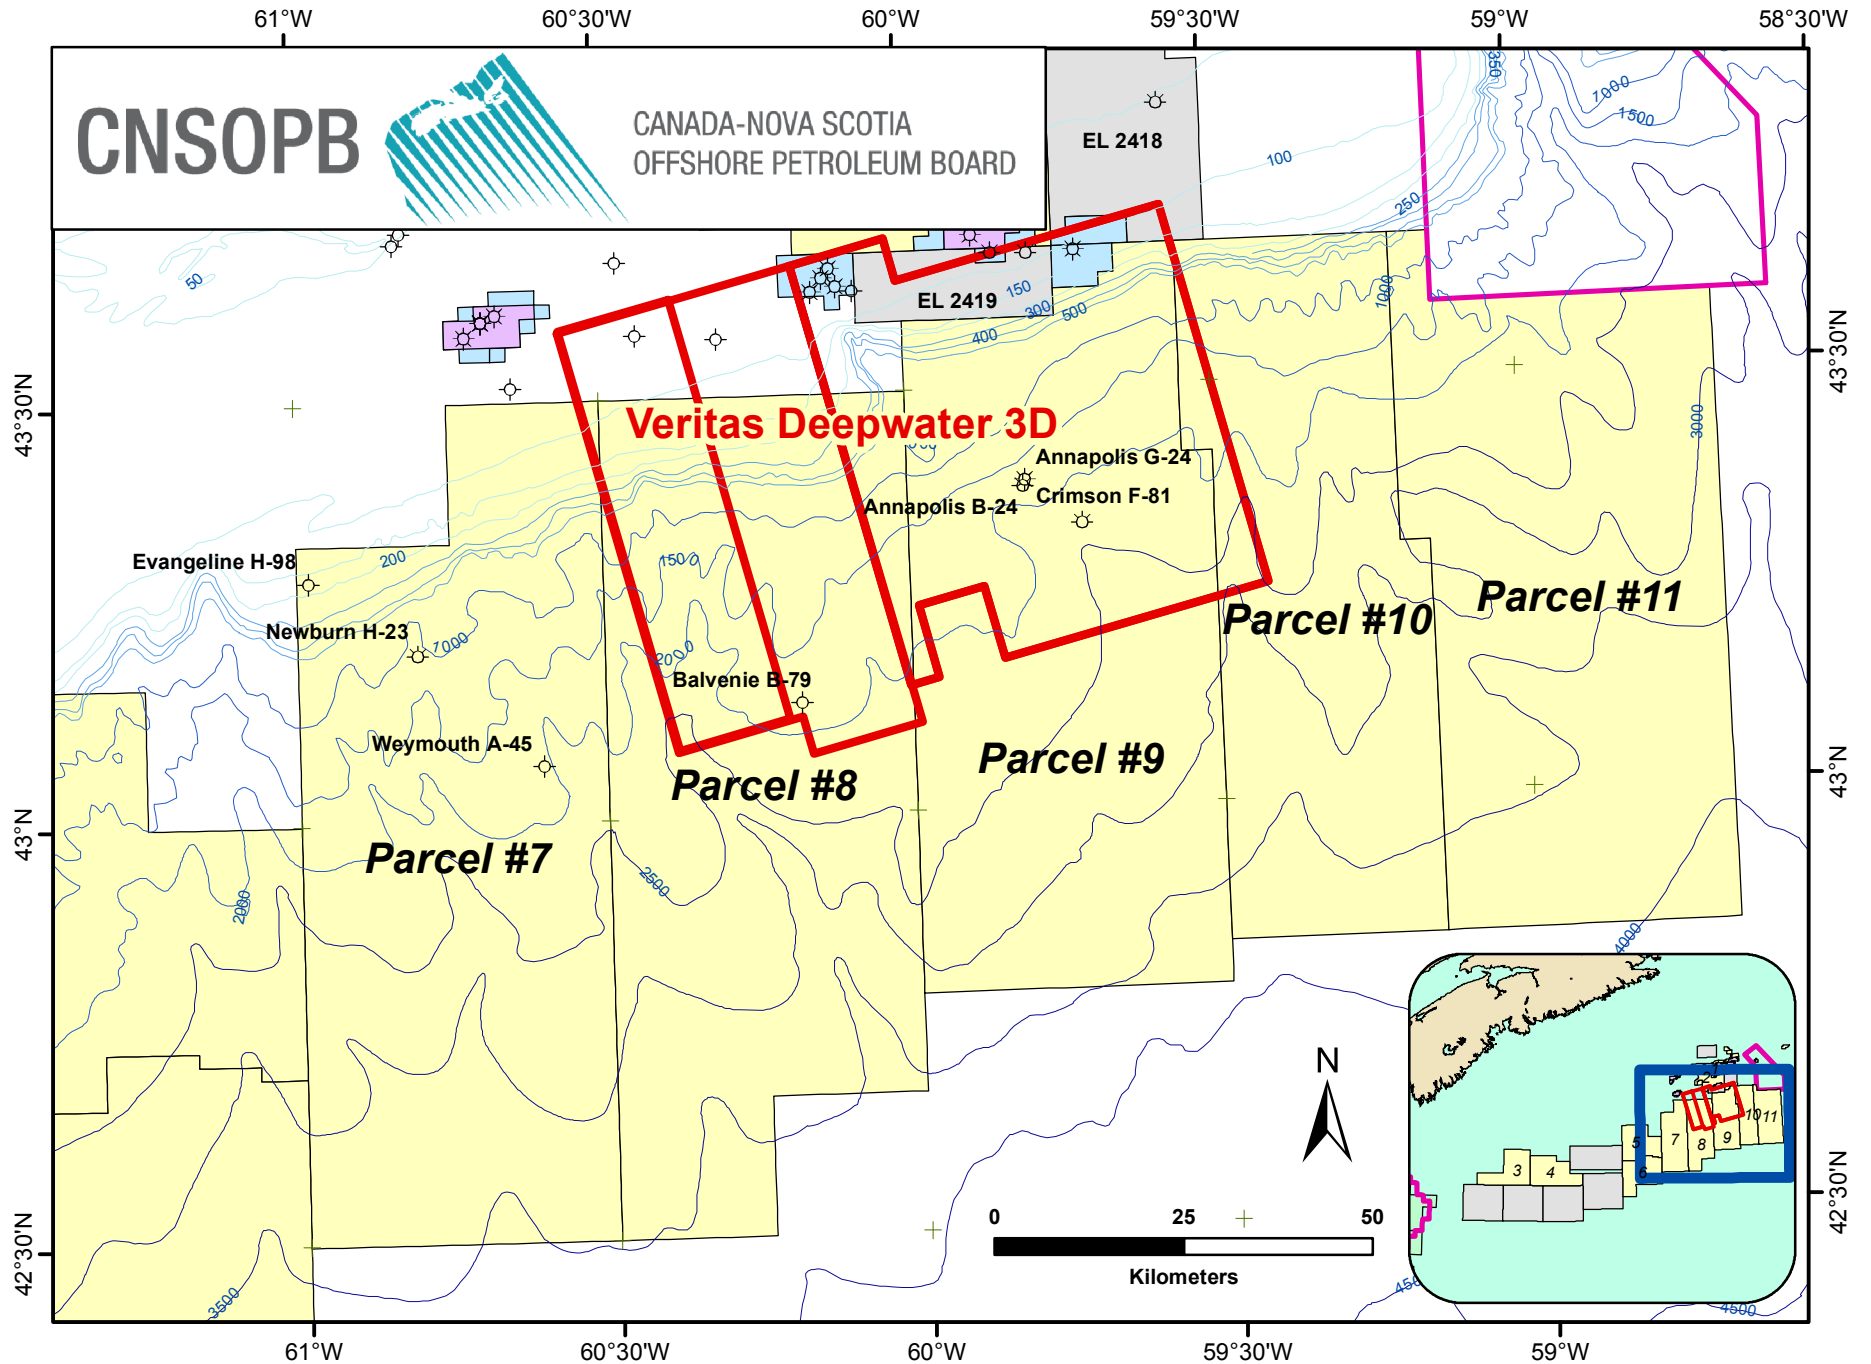 61°W
60°30'W
60°W
59°30'W
59°W
58°30'W
CNSOPB
CANADA-NOVA SCOTIA
OFFSHORE PETROLEUM BOARD
EL 2418
350
1000
1500
100
250
50
EL 2419
150
300
500
400
1000
43°30'N
43°30'N
Veritas Deepwater 3D
3000
Annapolis G-24
Annapolis B-24
Crimson F-81
Evangeline H-98
200
1500
Parcel #11
Parcel #10
Newburn H-23
1000
2000
Balvenie B-79
Weymouth A-45
Parcel #9
Parcel #8
43°N
43°N
Parcel #7
2500
2000
4000
N
0
25
50
Kilometers
3500
4500
42°30'N
42°30'N
1
2
3
4
5
6
7
8
9
10
11
61°W
60°30'W
60°W
59°30'W
59°W